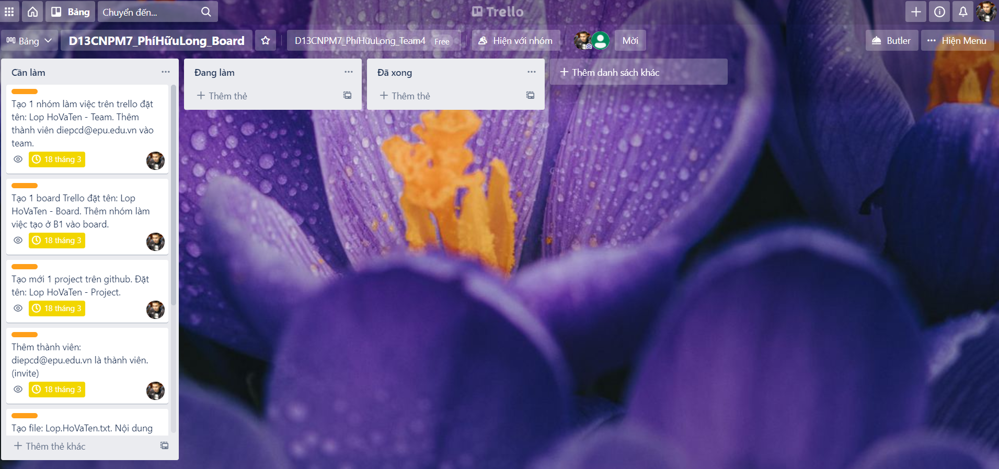 Bảng
Chuyển đến...
Trello
Bảng
D13CNPM7_PhíHữuLong_Board
D13CNPM7_PhíHữuLong_Team4 Free
Hiện với nhóm
Mời
Butler
Hiện Menu
Cần làm
Tạo 1 nhóm làm việc trên trello đặt
tên: Lop HoVaTen - Team. Thêm
thành viên diepcd@epu.edu.vn vào
team.
18 tháng 3
Tạo 1 board Trello đặt tên: Lop
HoVaTen - Board. Thêm nhóm làm
việc tạo ở B1 vào board.
18 tháng 3
Tạo mới 1 project trên github. Đặt
tên: Lop HoVaTen - Project.
18 tháng 3
Thêm thành viên:
diepcd@epu.edu.vn là thành viên.
(invite)
18 tháng 3
Tạo file: Lop.HoVaTen.txt. Nội dung
Thêm thẻ khác
Đang làm
Thêm thẻ
Đã xong
Thêm thẻ
Thêm danh sách khác